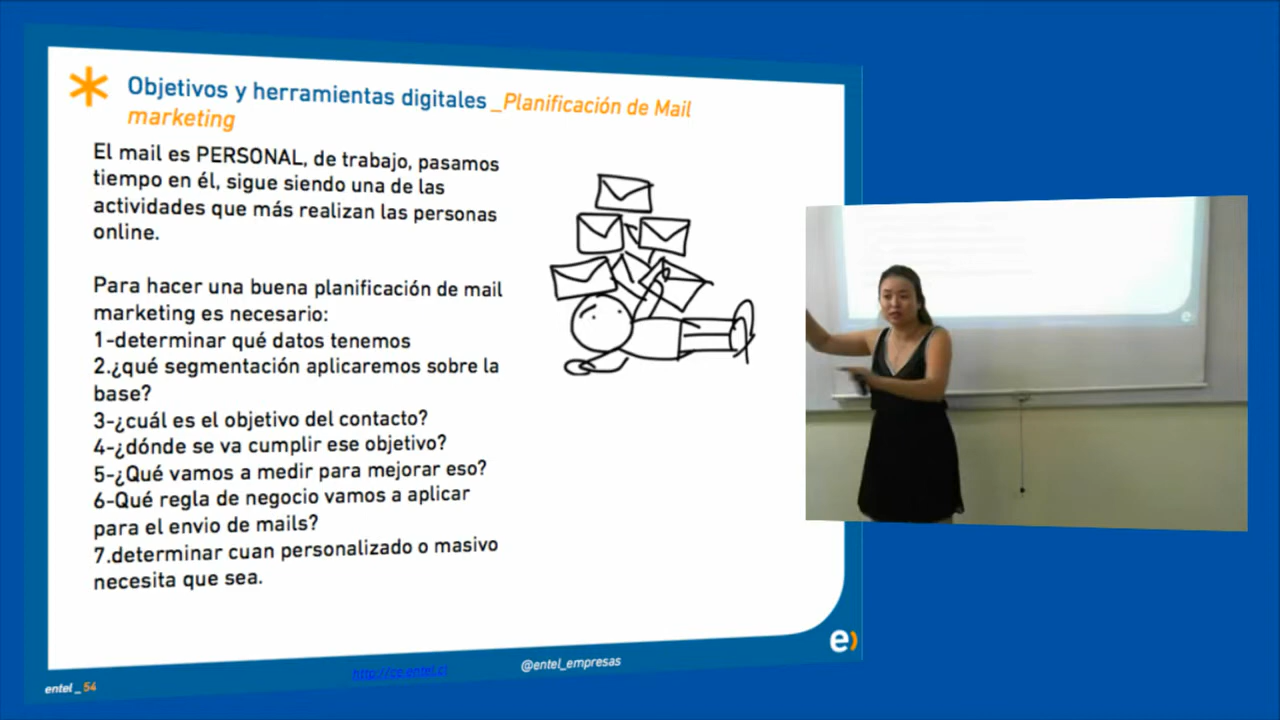 Objetivos y herramientas digitales _Planificación de Mail
marketing
El mail es PERSONAL, de trabajo, pasamos
tiempo en él, sigue siendo una de las
actividades que más realizan las personas
online.
Para hacer una buena planificación de mail
marketing es necesario:
1-determinar qué datos tenemos
2.¿qué segmentación aplicaremos sobre la
base?
3-¿cuál es el objetivo del contacto?
4-¿dónde se va cumplir ese objetivo?
5-¿Qué vamos a medir para mejorar eso?
6-Qué regla de negocio vamos a aplicar
para el envio de mails?
7.determinar cuan personalizado o masivo
necesita que sea.
e)
@entel_empresas
entel _ 54